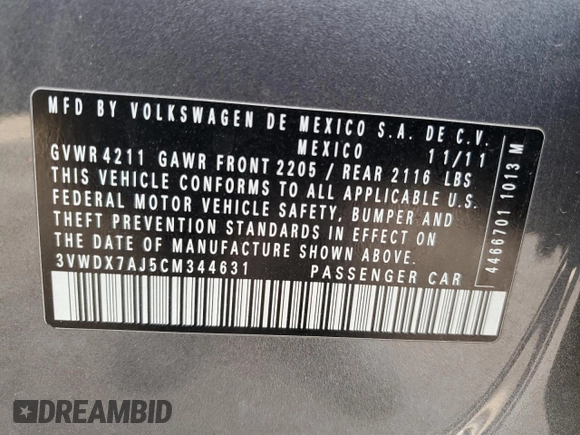 MFD BY VOLKSWAGEN DE MEXICO S.A. DE C.V.
MEXICO 11/11
GVWR 4211 GAWR FRONT 2205 / REAR 2116 LBS
THIS VEHICLE CONFORMS TO ALL APPLICABLE U.S.
FEDERAL MOTOR VEHICLE SAFETY, BUMPER AND
THEFT PREVENTION STANDARDS IN EFFECT ON
THE DATE OF MANUFACTURE SHOWN ABOVE.
3VWDX7AJ5CM344631 PASSENGER CAR
4466701 1013 M
DREAMBID